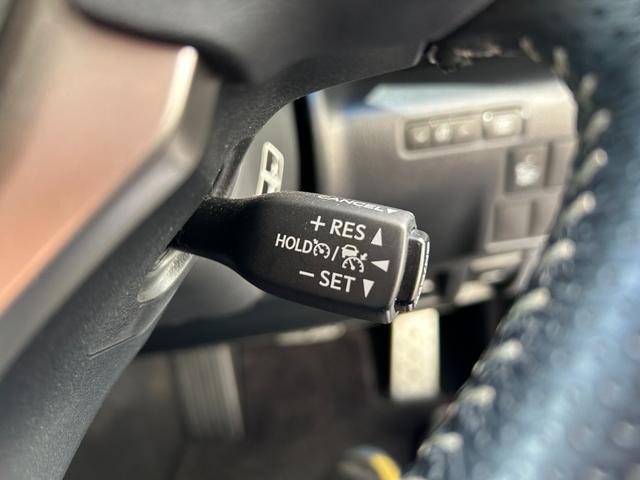 CANCEL
+ RES
HOLD /
− SET